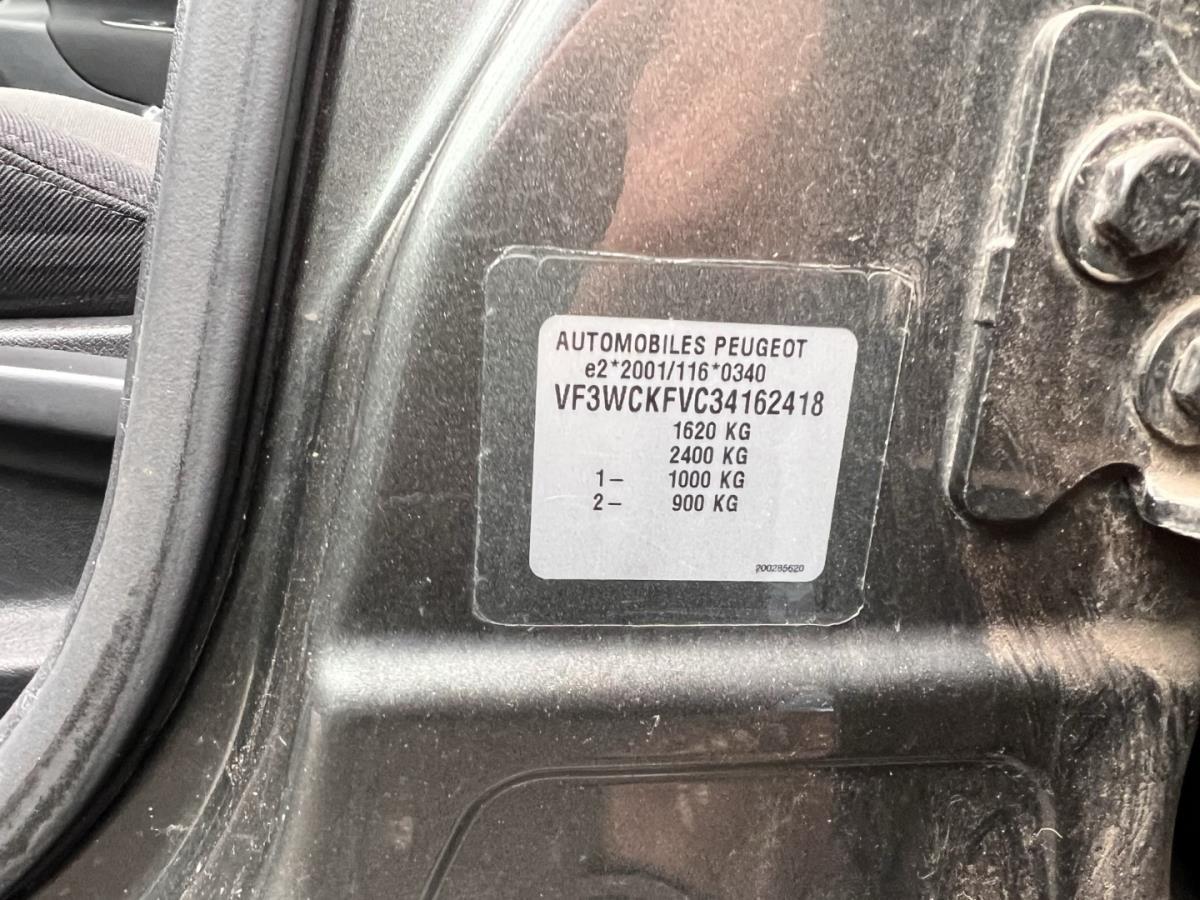 AUTOMOBILES PEUGEOT
e2*2001/116*0340
VF3WCKFVC34162418
1620 KG
2400 KG
1– 1000 KG
2– 900 KG
200285620